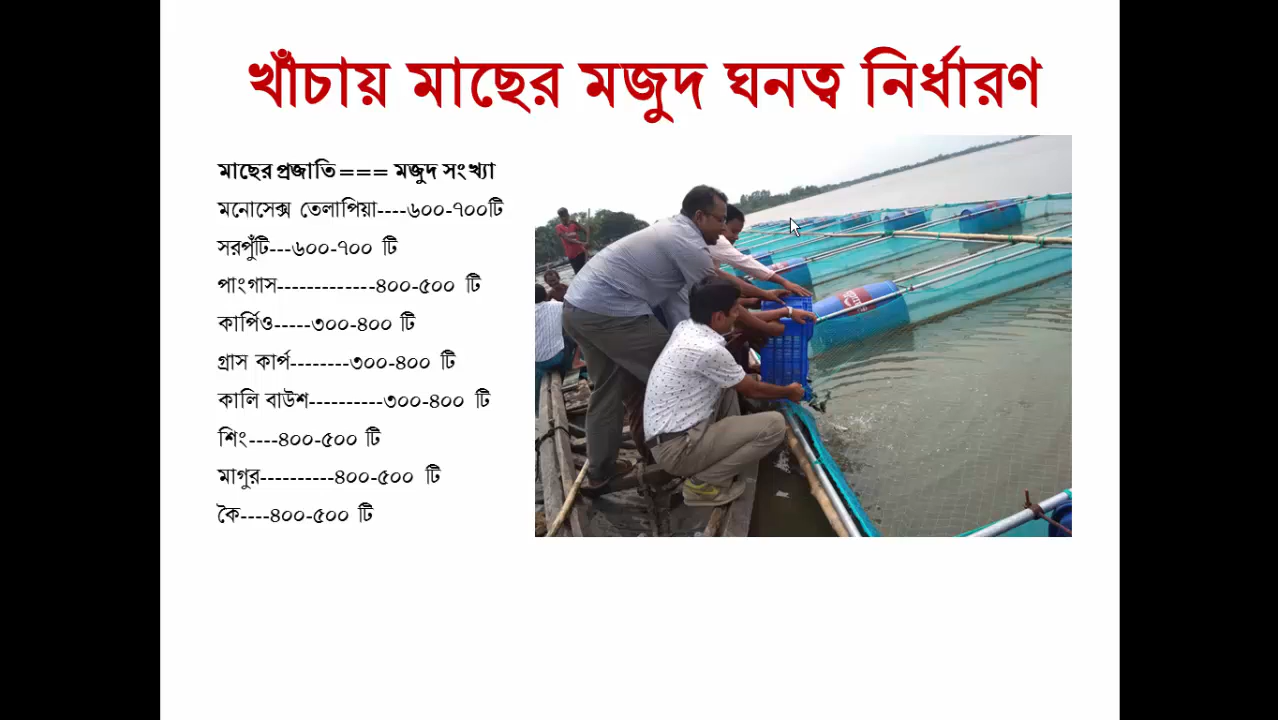 খাঁচায় মাছের মজুদ ঘনত্ব নির্ধারণ
মাছের প্রজাতি=== মজুদ সংখ্যা
মনোসেক্স তেলাপিয়া----৬০০-৭০০টি
সরপুঁটি---৬০০-৭০০ টি
পাংগাস-------------৪০০-৫০০ টি
কার্পিও-----৩০০-৪০০ টি
গ্রাস কার্প--------৩০০-৪০০ টি
কালি বাউশ----------৩০০-৪০০ টি
শিং----৪০০-৫০০ টি
মাগুর----------৪০০-৫০০ টি
কৈ----৪০০-৫০০ টি